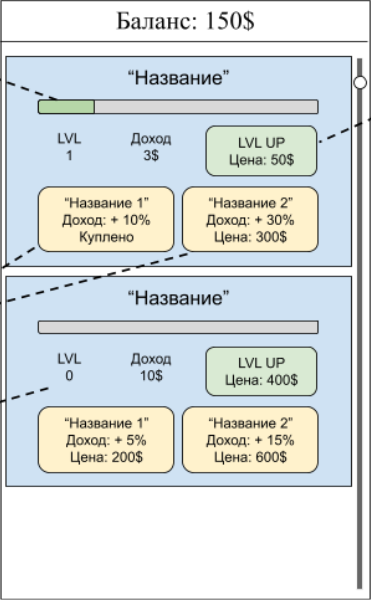 Баланс: 150$
“Название”
LVL Доход
1 3$
LVL UP
Цена: 50$
“Название 1”
Доход: + 10%
Куплено
“Название 2”
Доход: + 30%
Цена: 300$
“Название”
LVL Доход
0 10$
LVL UP
Цена: 400$
“Название 1”
Доход: + 5%
Цена: 200$
“Название 2”
Доход: + 15%
Цена: 600$